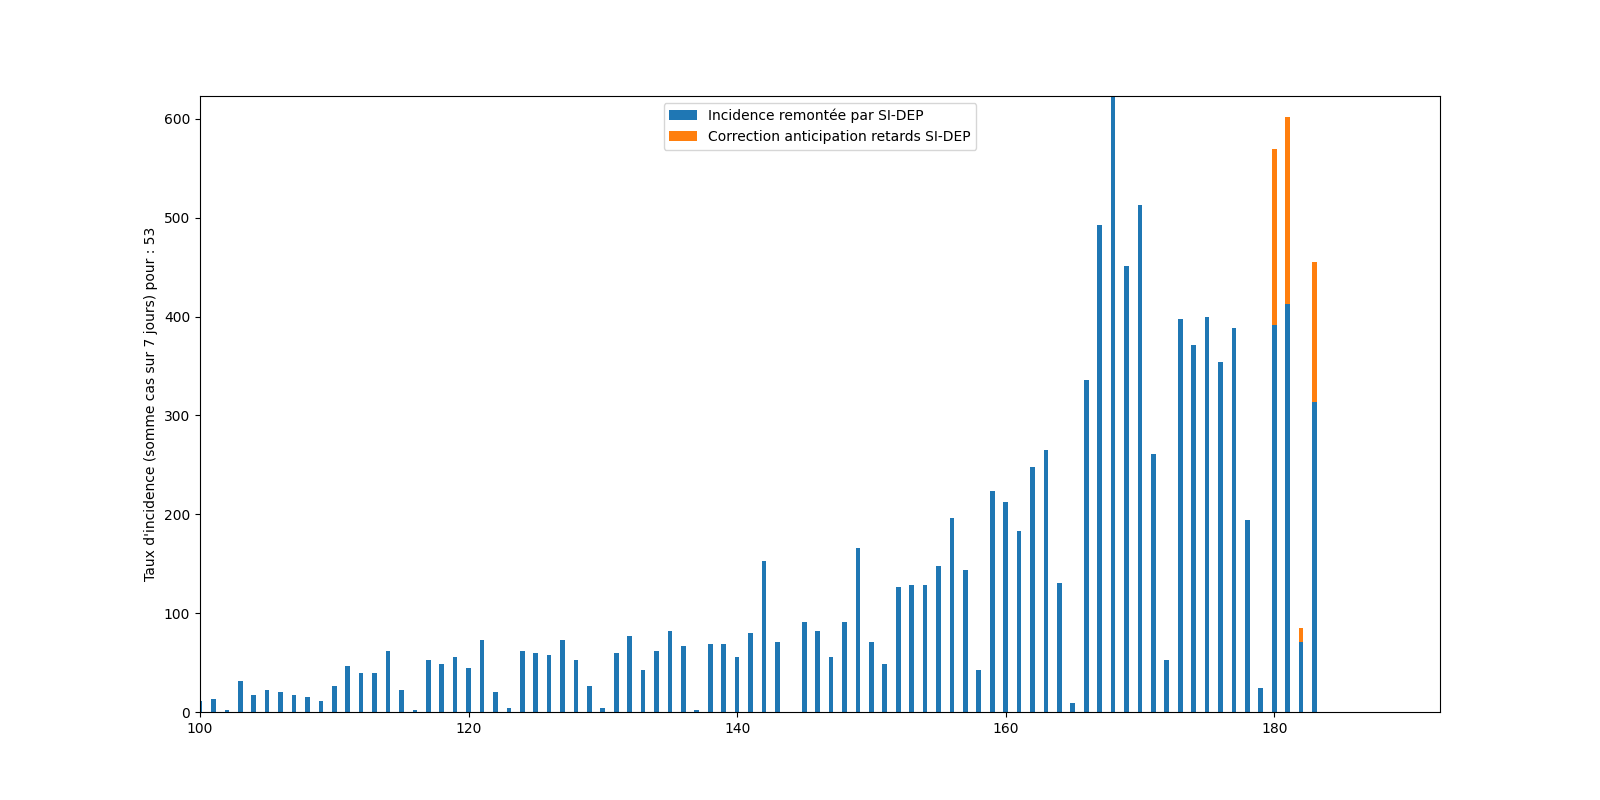 Incidence remontée par SI-DEP
Correction anticipation retards SI-DEP
Taux d'incidence (somme cas sur 7 jours) pour : 53
600
500
400
300
200
100
0
100 120 140 160 180